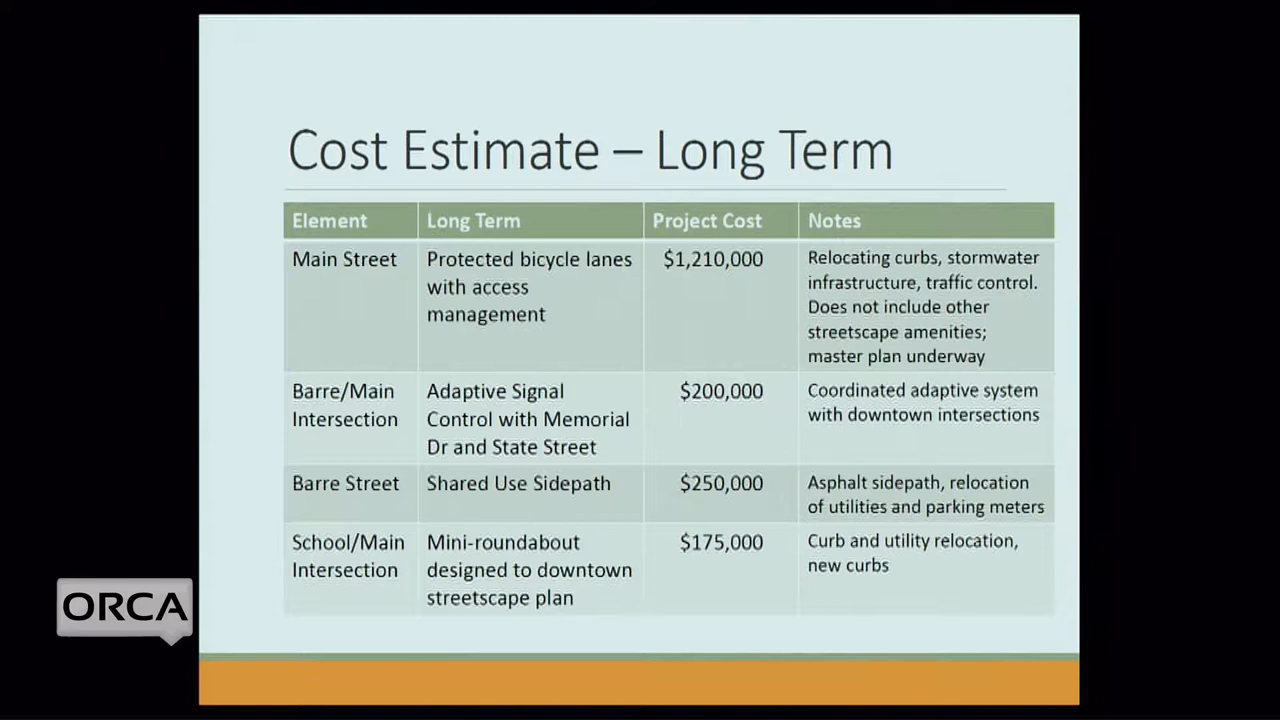 Cost Estimate – Long Term
Element Long Term Project Cost Notes
Main Street Protected bicycle lanes $1,210,000 Relocating curbs, stormwater
with access infrastructure, traffic control.
management Does not include other
streetscape amenities;
master plan underway
Barre/Main Adaptive Signal $200,000 Coordinated adaptive system
Intersection Control with Memorial with downtown intersections
Dr and State Street
Barre Street Shared Use Sidepath $250,000 Asphalt sidepath, relocation
of utilities and parking meters
School/Main Mini-roundabout $175,000 Curb and utility relocation,
Intersection designed to downtown new curbs
streetscape plan
ORCA